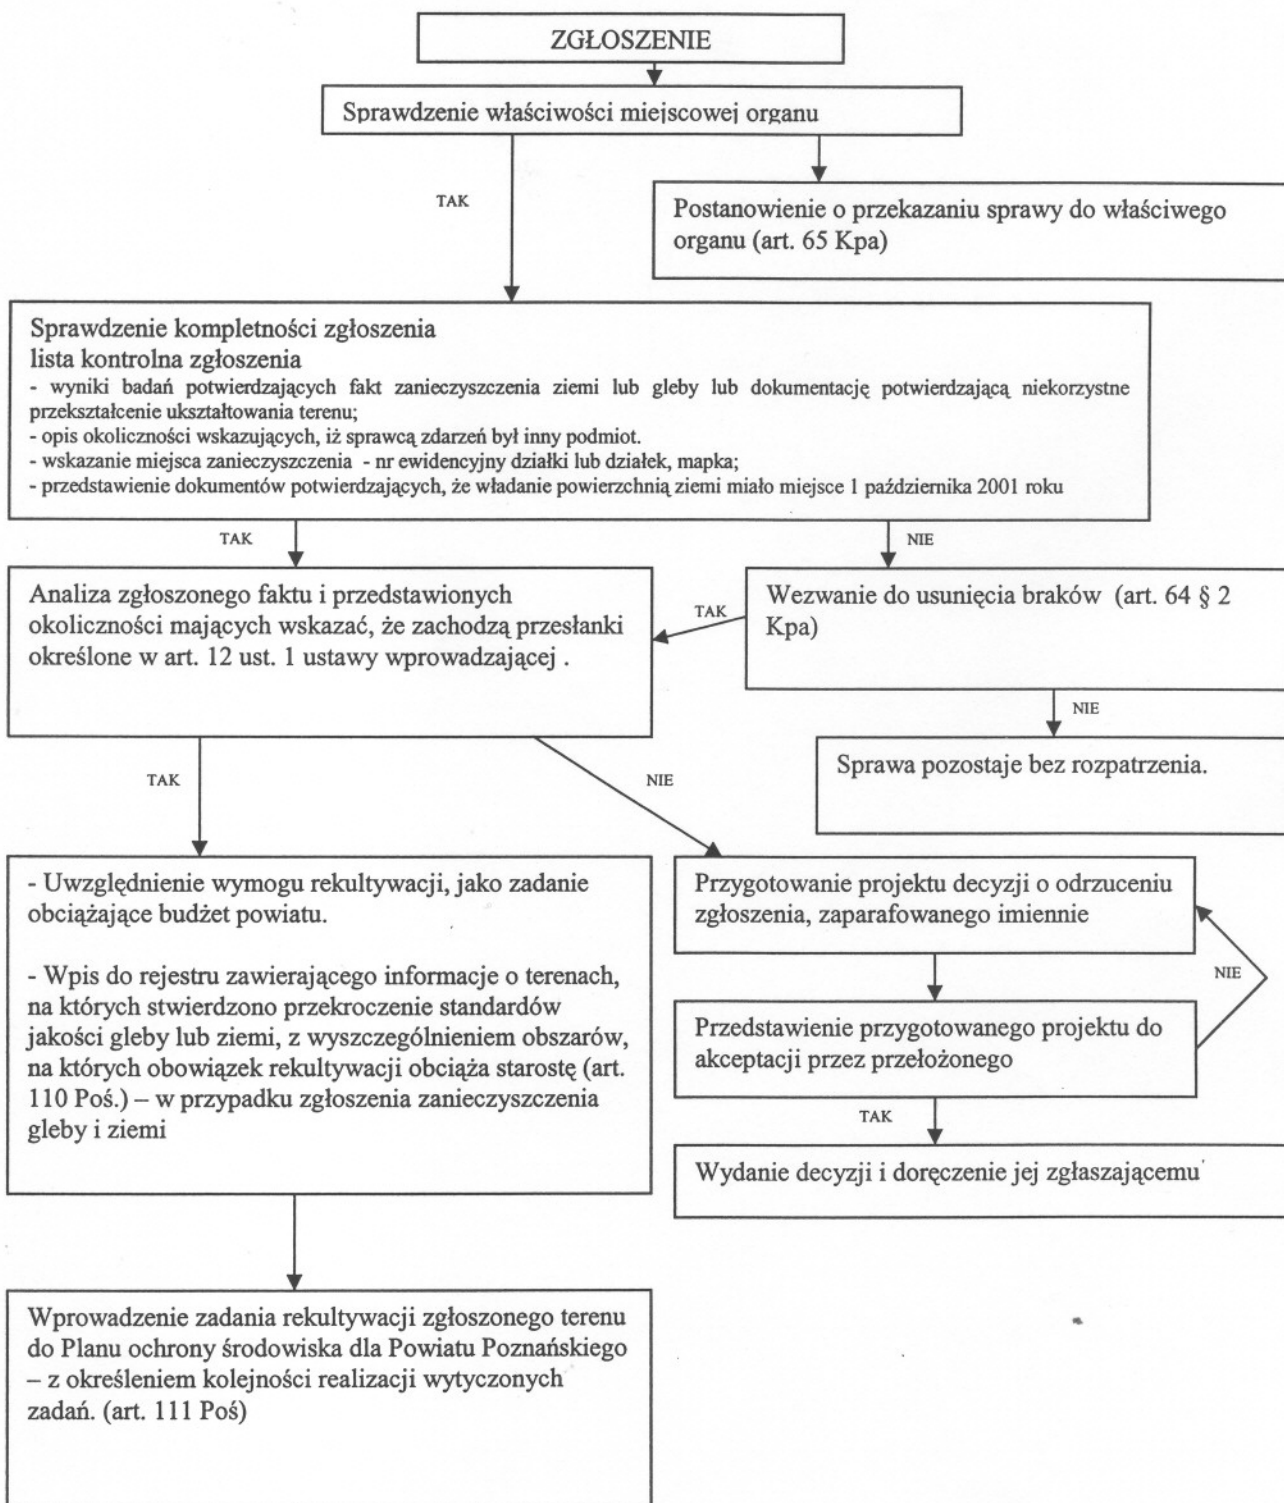 ZGŁOSZENIE
Sprawdzenie właściwości miejscowej organu
TAK
Postanowienie o przekazaniu sprawy do właściwego
organu (art. 65 Kpa)
Sprawdzenie kompletności zgłoszenia
lista kontrolna zgłoszenia
- wyniki badań potwierdzających fakt zanieczyszczenia ziemi lub gleby lub dokumentację potwierdzającą niekorzystne
przekształcenie ukształtowania terenu;
- opis okoliczności wskazujących, iż sprawcą zdarzeń był inny podmiot.
- wskazanie miejsca zanieczyszczenia - nr ewidencyjny działki lub działek, mapka;
- przedstawienie dokumentów potwierdzających, że władanie powierzchnią ziemi miało miejsce 1 października 2001 roku
TAK
NIE
Analiza zgłoszonego faktu i przedstawionych
okoliczności mających wskazać, że zachodzą przesłanki
określone w art. 12 ust. 1 ustawy wprowadzającej .
TAK
Wezwanie do usunięcia braków (art. 64 § 2
Kpa)
NIE
Sprawa pozostaje bez rozpatrzenia.
TAK
NIE
- Uwzględnienie wymogu rekultywacji, jako zadanie
obciążające budżet powiatu.
- Wpis do rejestru zawierającego informacje o terenach,
na których stwierdzono przekroczenie standardów
jakości gleby lub ziemi, z wyszczególnieniem obszarów,
na których obowiązek rekultywacji obciąża starostę (art.
110 Poś.) – w przypadku zgłoszenia zanieczyszczenia
gleby i ziemi
Przygotowanie projektu decyzji o odrzuceniu
zgłoszenia, zaparafowanego imiennie
NIE
Przedstawienie przygotowanego projektu do
akceptacji przez przełożonego
TAK
Wydanie decyzji i doręczenie jej zgłaszającemu
Wprowadzenie zadania rekultywacji zgłoszonego terenu
do Planu ochrony środowiska dla Powiatu Poznańskiego
– z określeniem kolejności realizacji wytyczonych
zadań. (art. 111 Poś)